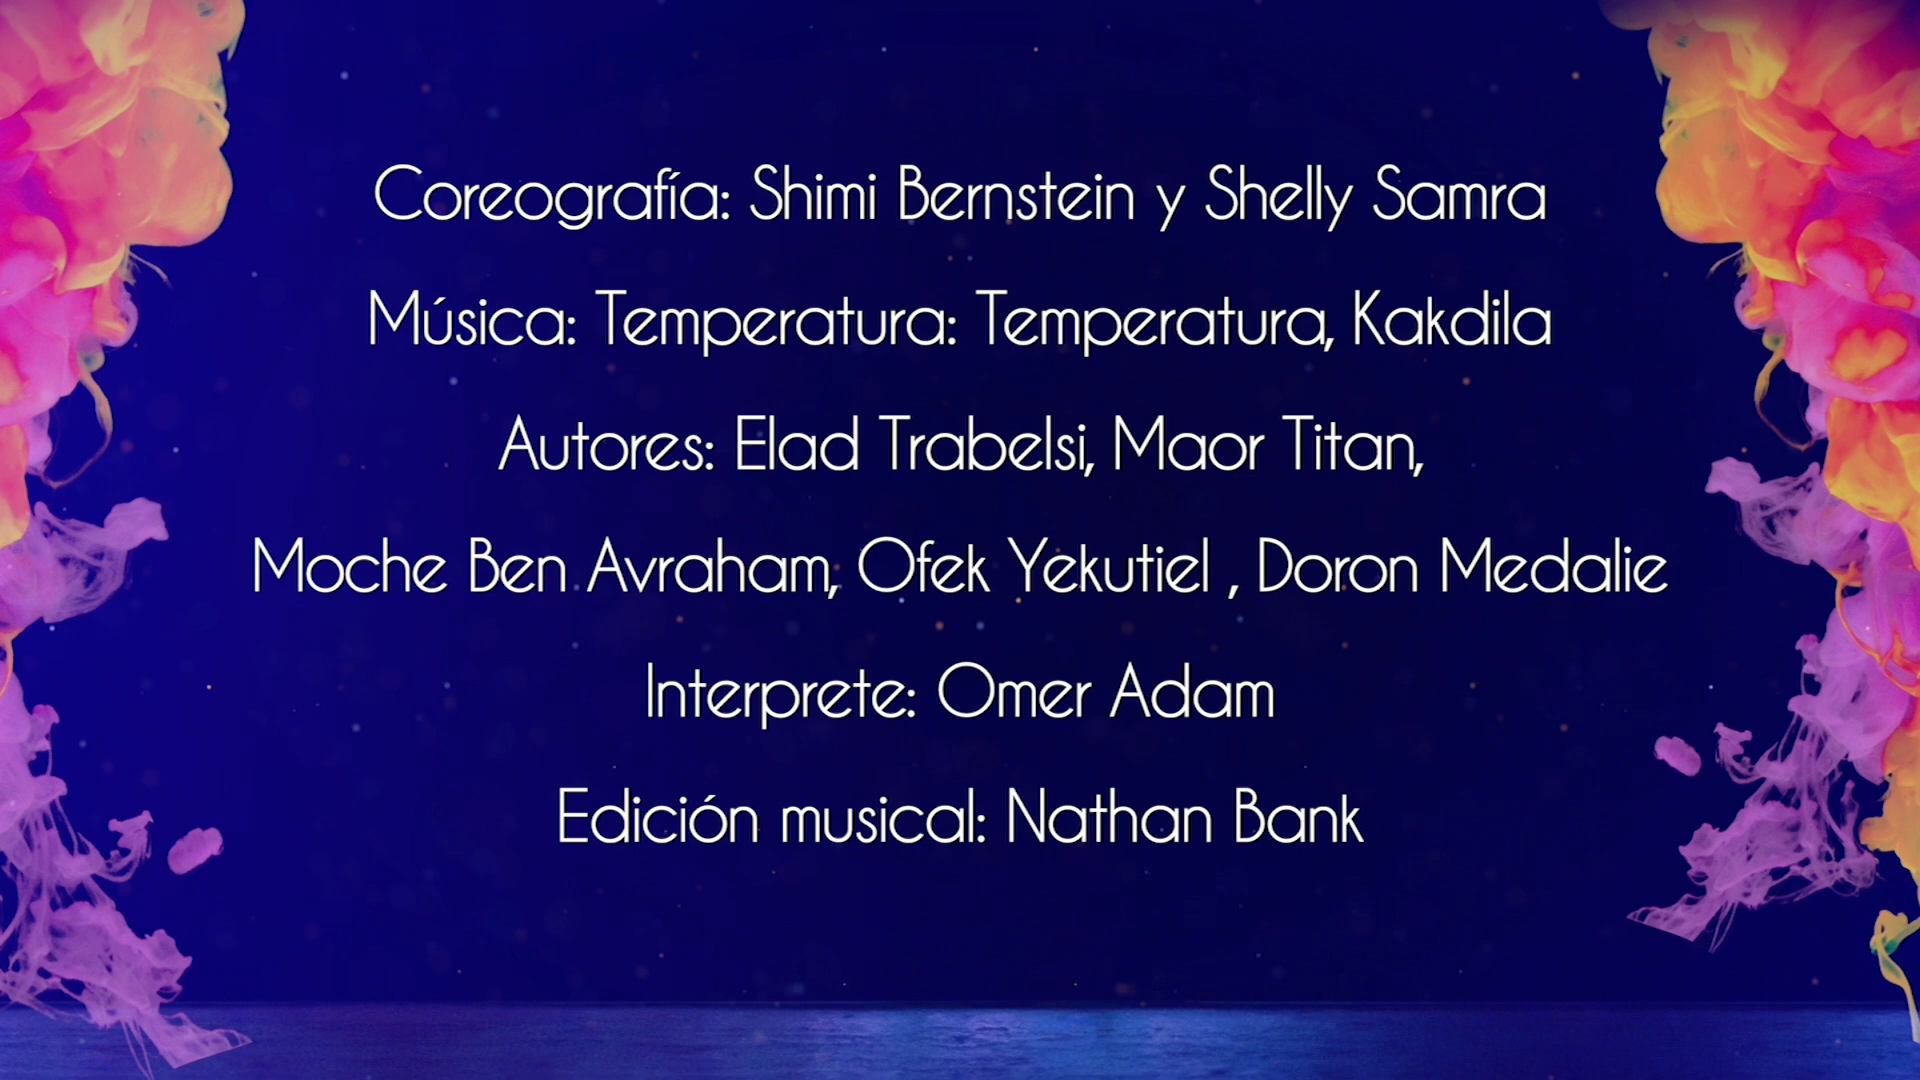 Coreografía: Shimi Bernstein y Shelly Samra
Música: Temperatura: Temperatura, Kakdila
Autores: Elad Trabelsi, Maor Titan,
Moche Ben Avraham, Ofek Yekutiel , Doron Medalie
Interprete: Omer Adam
Edición musical: Nathan Bank